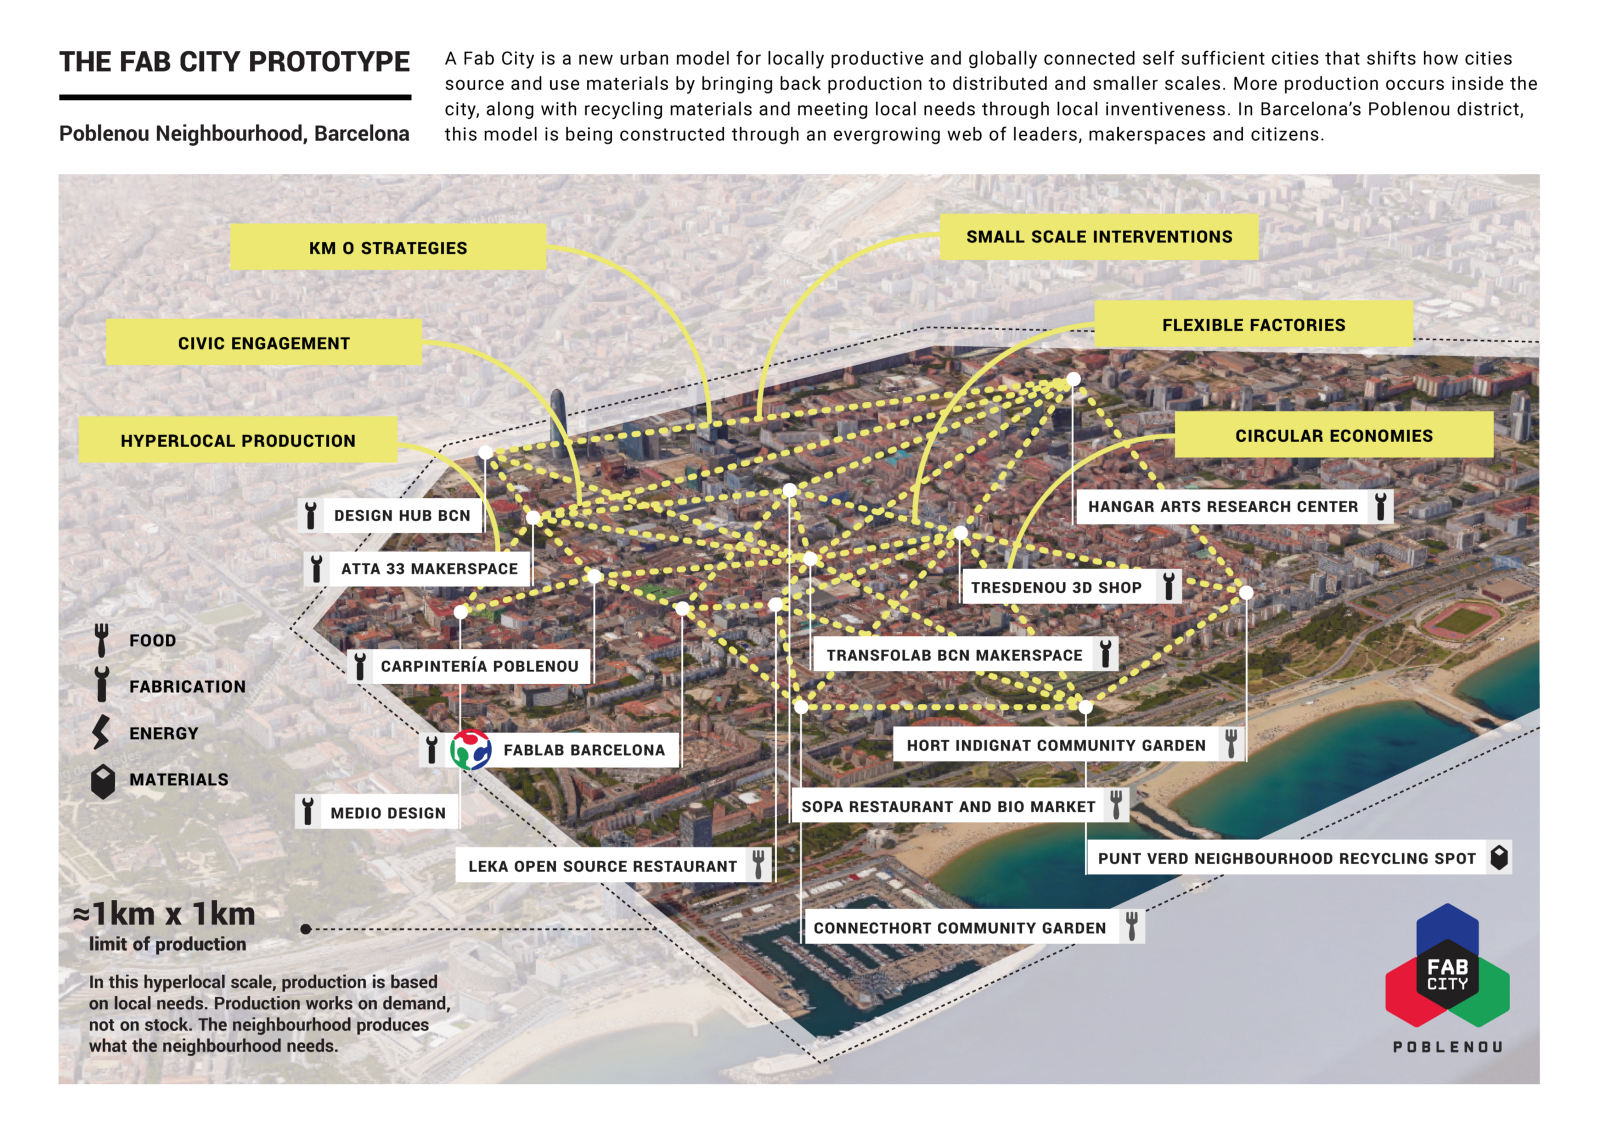 THE FAB CITY PROTOTYPE
Poblenou Neighbourhood, Barcelona
A Fab City is a new urban model for locally productive and globally connected self sufficient cities that shifts how cities
source and use materials by bringing back production to distributed and smaller scales. More production occurs inside the
city, along with recycling materials and meeting local needs through local inventiveness. In Barcelona's Poblenou district,
this model is being constructed through an evergrowing web of leaders, makerspaces and citizens.
KM O STRATEGIES
SMALL SCALE INTERVENTIONS
CIVIC ENGAGEMENT
FLEXIBLE FACTORIES
HYPERLOCAL PRODUCTION
CIRCULAR ECONOMIES
DESIGN HUB BCN
HANGAR ARTS RESEARCH CENTER
ATTA 33 MAKERSPACE
TRESDENOU 3D SHOP
CARPINTERÍA POBLENOU
TRANSFOLAB BCN MAKERSPACE
FABLAB BARCELONA
HORT INDIGNAT COMMUNITY GARDEN
MEDIO DESIGN
SOPA RESTAURANT AND BIO MARKET
LEKA OPEN SOURCE RESTAURANT
PUNT VERD NEIGHBOURHOOD RECYCLING SPOT
CONNECTHORT COMMUNITY GARDEN
FOOD
FABRICATION
ENERGY
MATERIALS
≈1km x 1km
limit of production
In this hyperlocal scale, production is based
on local needs. Production works on demand,
not on stock. The neighbourhood produces
what the neighbourhood needs.
FAB
CITY
POBLENOU